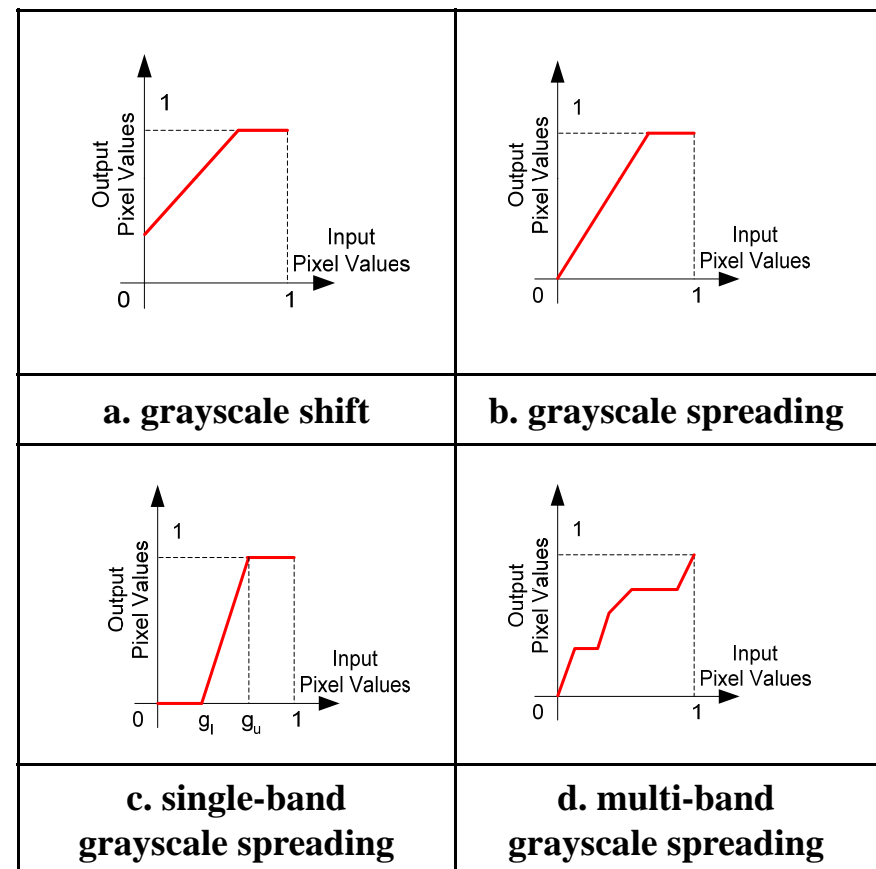 1
Output
Pixel Values
Input
Pixel Values
0
1
a. grayscale shift
1
Output
Pixel Values
Input
Pixel Values
0
1
b. grayscale spreading
1
Output
Pixel Values
Input
Pixel Values
0
gl
gu
1
c. single-band
grayscale spreading
1
Output
Pixel Values
Input
Pixel Values
0
1
d. multi-band
grayscale spreading